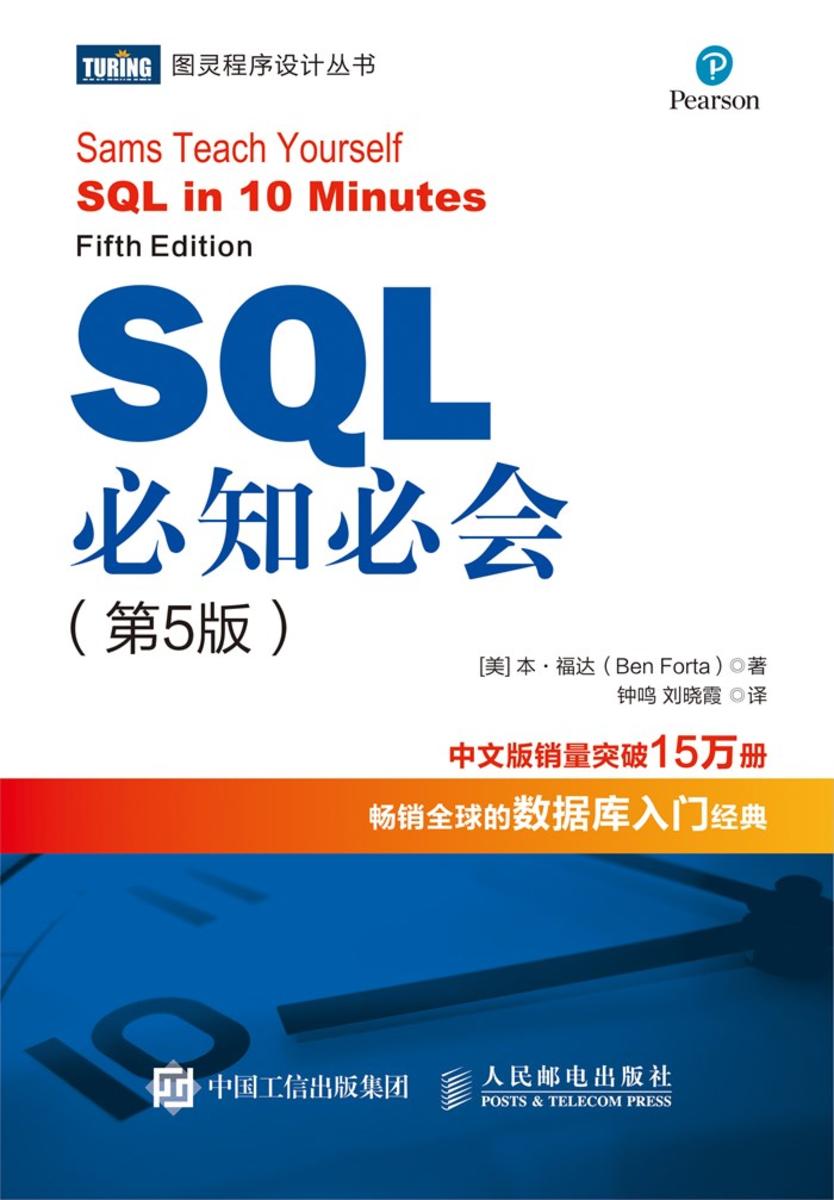 TURING 图灵程序设计丛书
Pearson
Sams Teach Yourself
SQL in 10 Minutes
Fifth Edition
SQL
必知必会
（第5版）
[美] 本·福达（Ben Forta）◎著
钟鸣 刘晓霞 ◎译
中文版销量突破15万册
畅销全球的数据库入门经典
10
中国工信出版集团
人民邮电出版社
POSTS & TELECOM PRESS